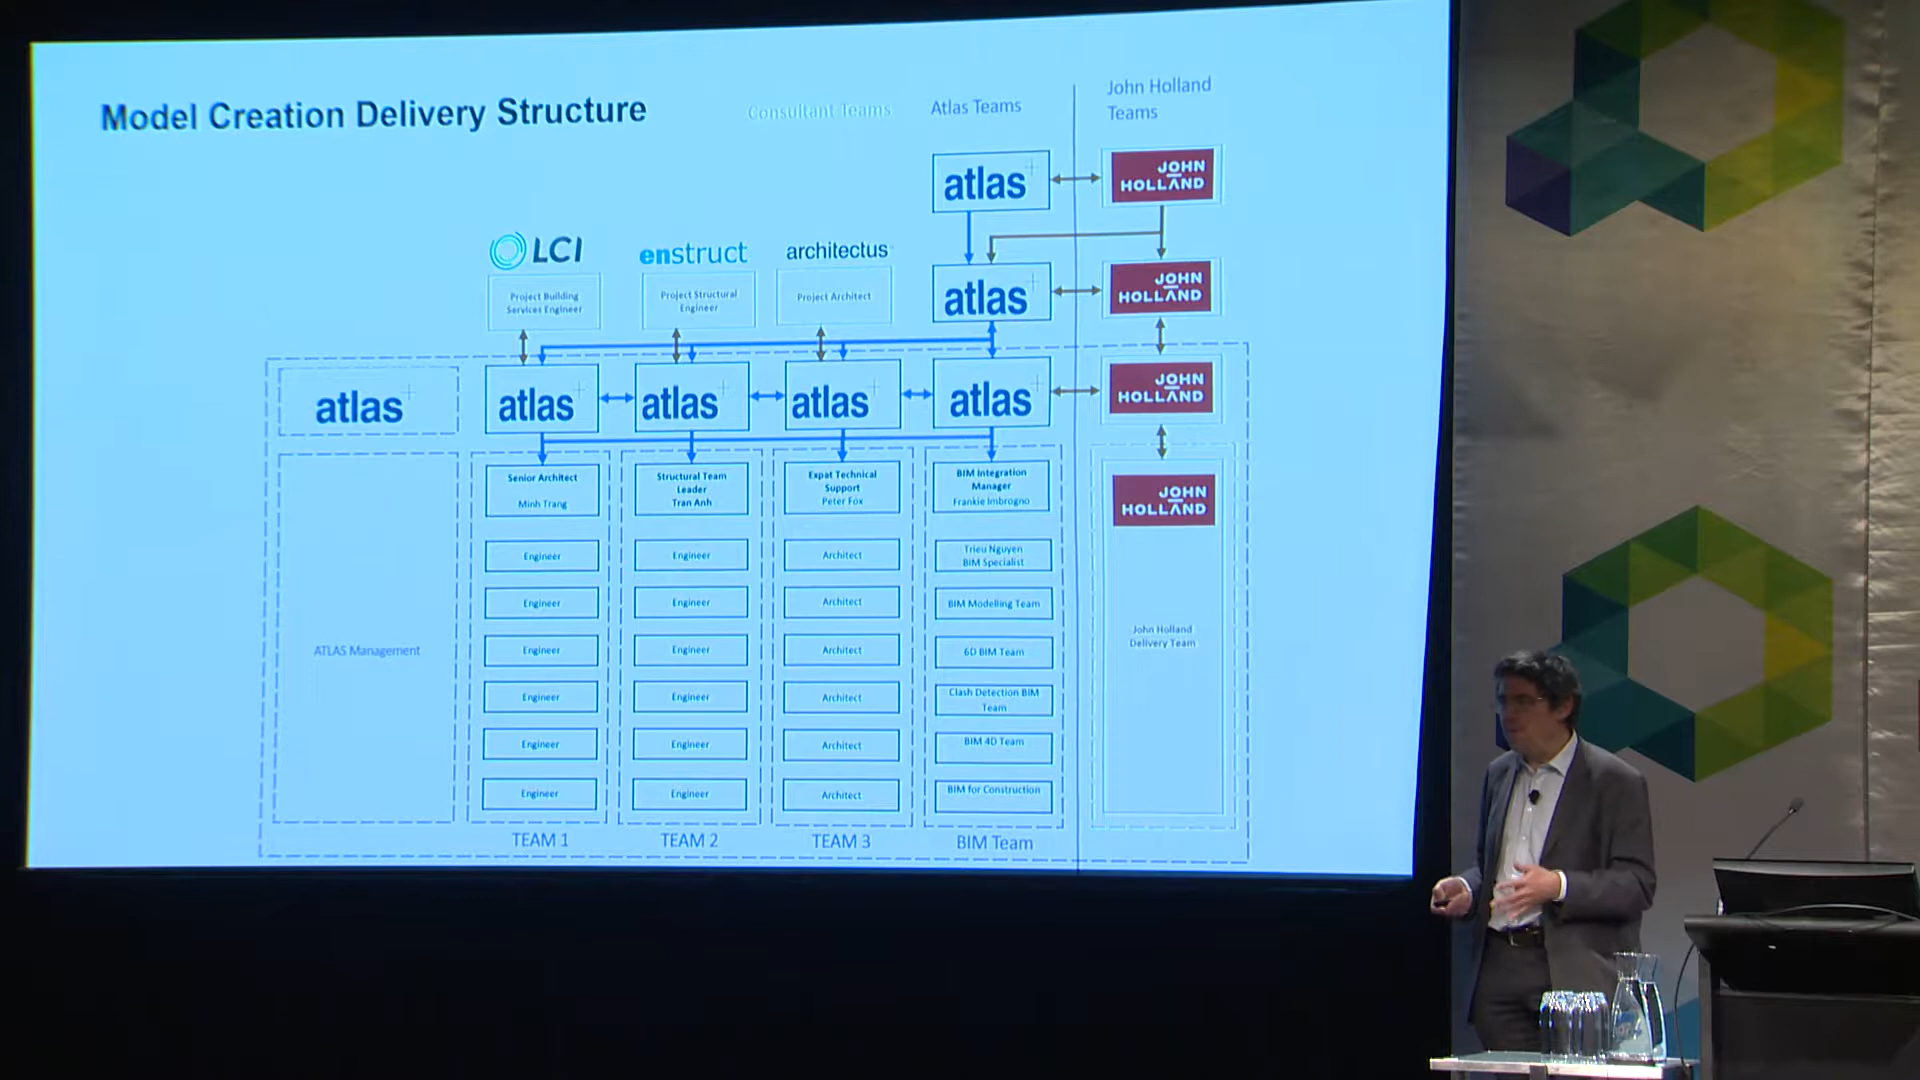 Model Creation Delivery Structure
Consultant Teams
Atlas Teams
John Holland
Teams
atlas
JOHN
HOLLAND
LCI
enstruct
architectus
Project Building
Services Engineer
Project Structural
Engineer
Project Architect
atlas
JOHN
HOLLAND
atlas
atlas
atlas
atlas
atlas
JOHN
HOLLAND
Senior Architect
Minh Trang
Structural Team
Leader
Tran Anh
Expat Technical
Support
Peter Fox
BIM Integration
Manager
Frankie Imbrogno
JOHN
HOLLAND
Engineer
Engineer
Architect
Trieu Nguyen
BIM Specialist
Engineer
Engineer
Architect
BIM Modelling Team
ATLAS Management
Engineer
Engineer
Architect
6D BIM Team
John Holland
Delivery Team
Engineer
Engineer
Architect
Clash Detection BIM
Team
Engineer
Engineer
Architect
BIM 4D Team
Engineer
Engineer
Architect
BIM for Construction
TEAM 1
TEAM 2
TEAM 3
BIM Team